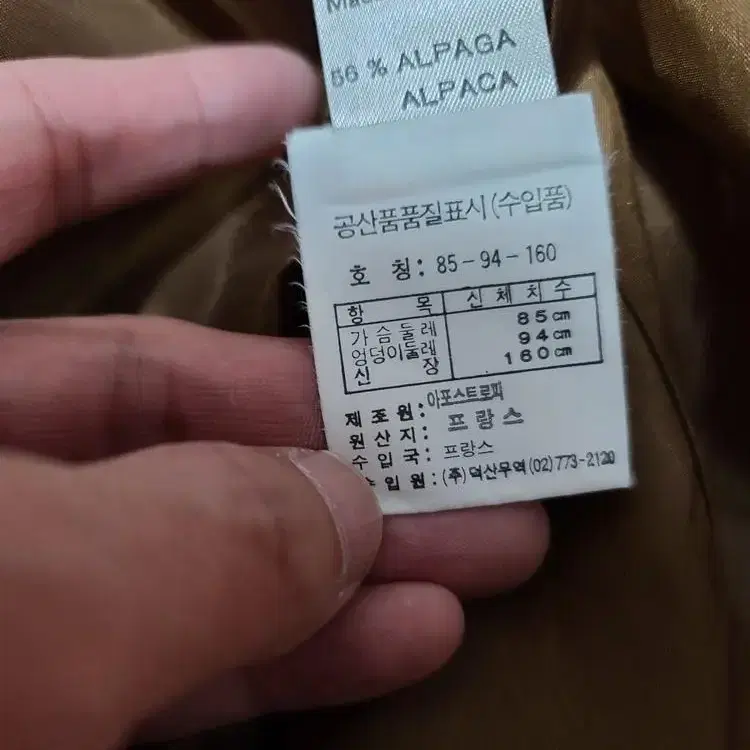 56 % ALPAGA
ALPACA
공산품품질표시(수입품)
호 칭: 85-94-160
항 목 신 체 치 수
가슴둘레 85㎝
엉덩이둘레 94㎝
신 장 160㎝
제 조 원: 아포스트로피
원 산 지: 프랑스
수 입 국: 프랑스
입 원: (주)덕산무역(02)773-2120